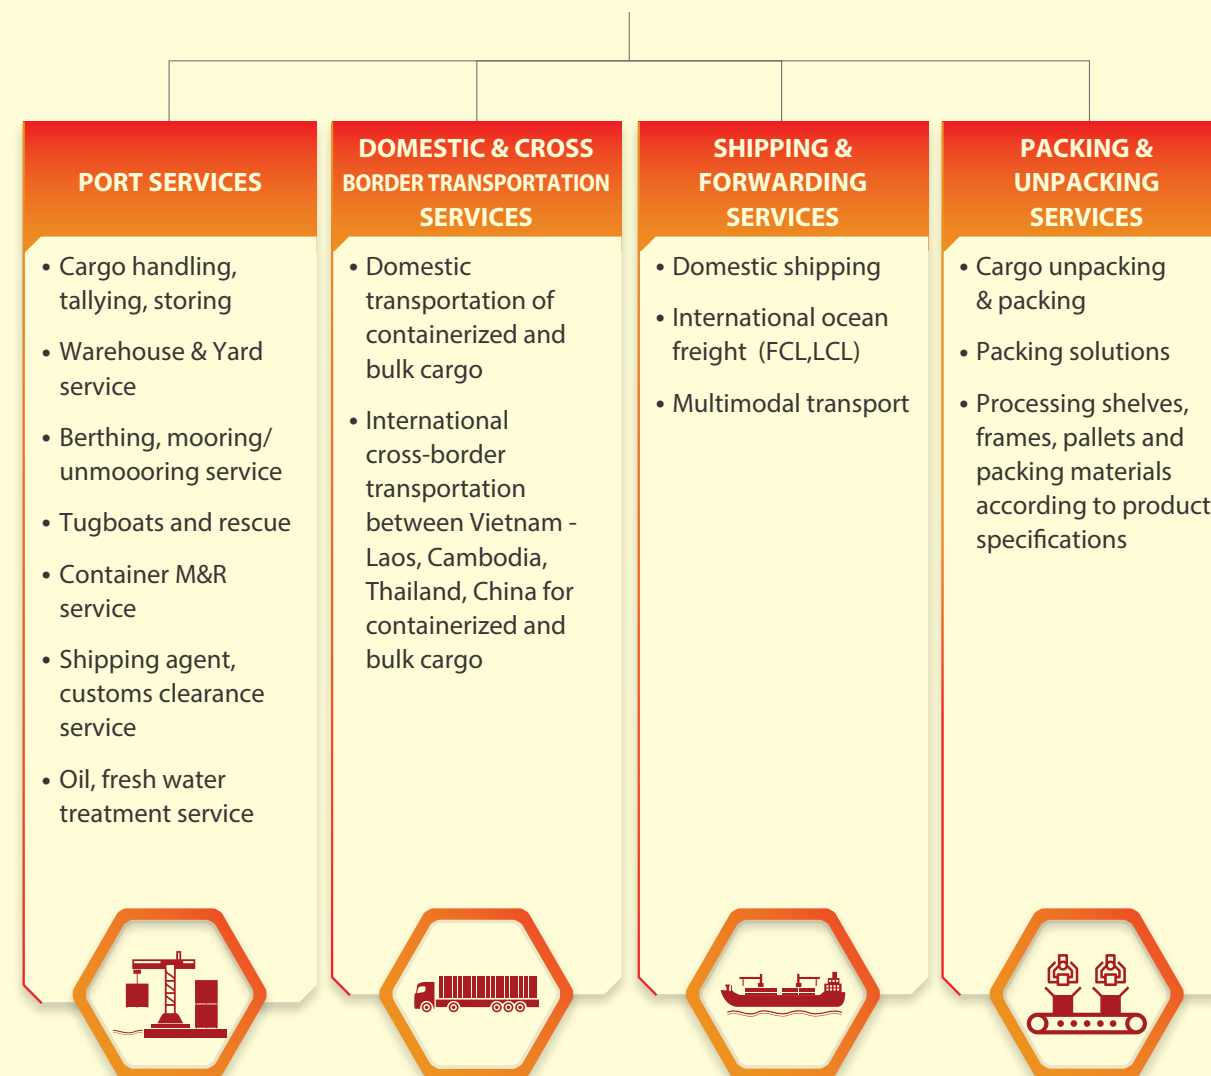 PORT SERVICES
• Cargo handling,
tallying, storing
• Warehouse & Yard
service
• Berthing, mooring/
unmoooring service
• Tugboats and rescue
• Container M&R
service
• Shipping agent,
customs clearance
service
• Oil, fresh water
treatment service
DOMESTIC & CROSS
BORDER TRANSPORTATION
SERVICES
• Domestic
transportation of
containerized and
bulk cargo
• International
cross-border
transportation
between Vietnam -
Laos, Cambodia,
Thailand, China for
containerized and
bulk cargo
SHIPPING &
FORWARDING
SERVICES
• Domestic shipping
• International ocean
freight (FCL,LCL)
• Multimodal transport
PACKING &
UNPACKING
SERVICES
• Cargo unpacking
& packing
• Packing solutions
• Processing shelves,
frames, pallets and
packing materials
according to product
specifications